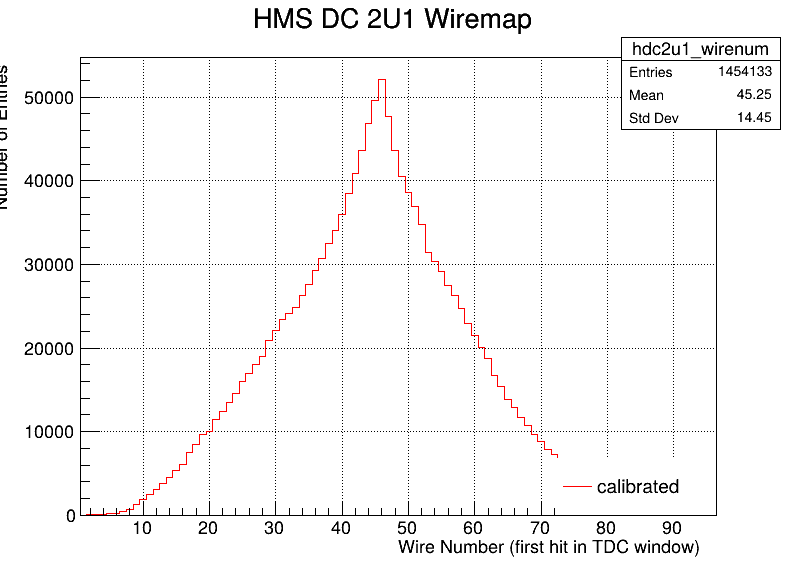 HMS DC 2U1 Wiremap
hdc2u1_wirenum
Entries 1454133
Mean 45.25
Std Dev 14.45
Number of Entries
50000
40000
30000
20000
10000
0
calibrated
10 20 30 40 50 60 70 80 90
Wire Number (first hit in TDC window)